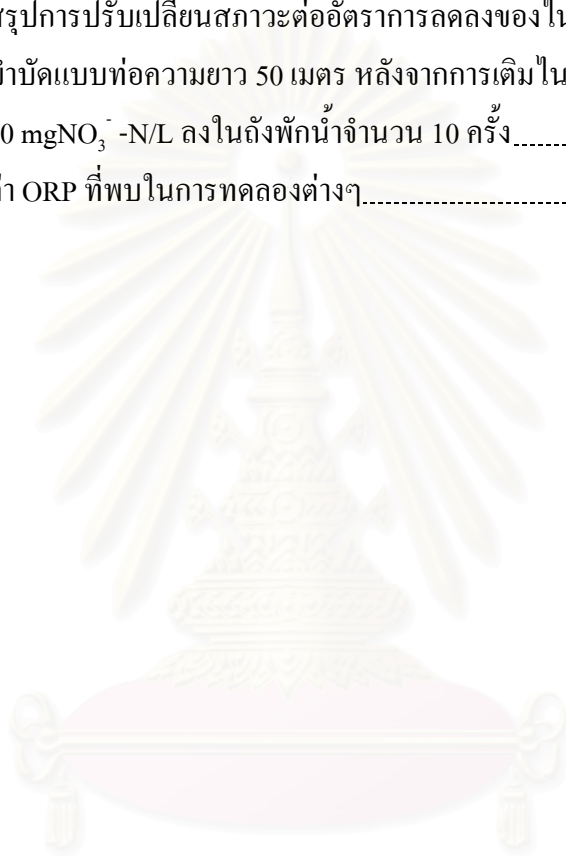 สรุปการปรับเปลี่ยนสภาวะต่ออัตราการลดลงของใน
บำบัดแบบท่อความยาว 50 เมตร หลังจากการเติมใน
0 mgNO₃⁻ -N/L ลงในถังพักน้ำจำนวน 10 ครั้ง
ค่า ORP ที่พบในการทดลองต่างๆ